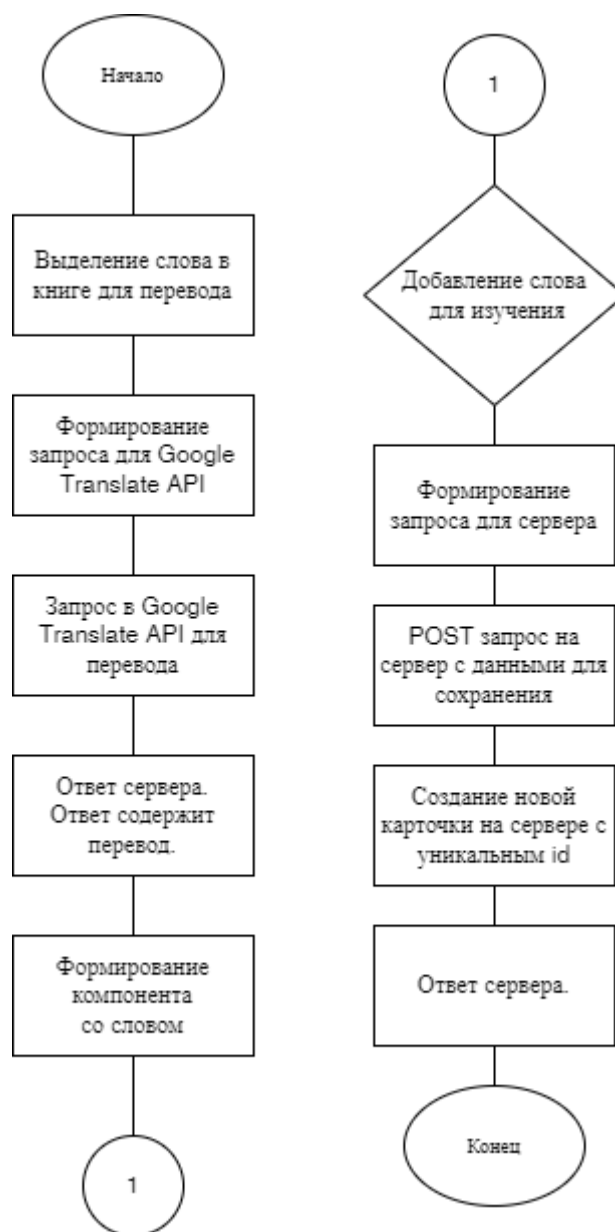 Начало
Выделение слова в
книге для перевода
Формирование
запроса для Google
Translate API
Запрос в Google
Translate API для
перевода
Ответ сервера.
Ответ содержит
перевод.
Формирование
компонента
со словом
1
1
Добавление слова
для изучения
Формирование
запроса для сервера
POST запрос на
сервер с данными для
сохранения
Создание новой
карточки на сервере с
уникальным id
Ответ сервера.
Конец